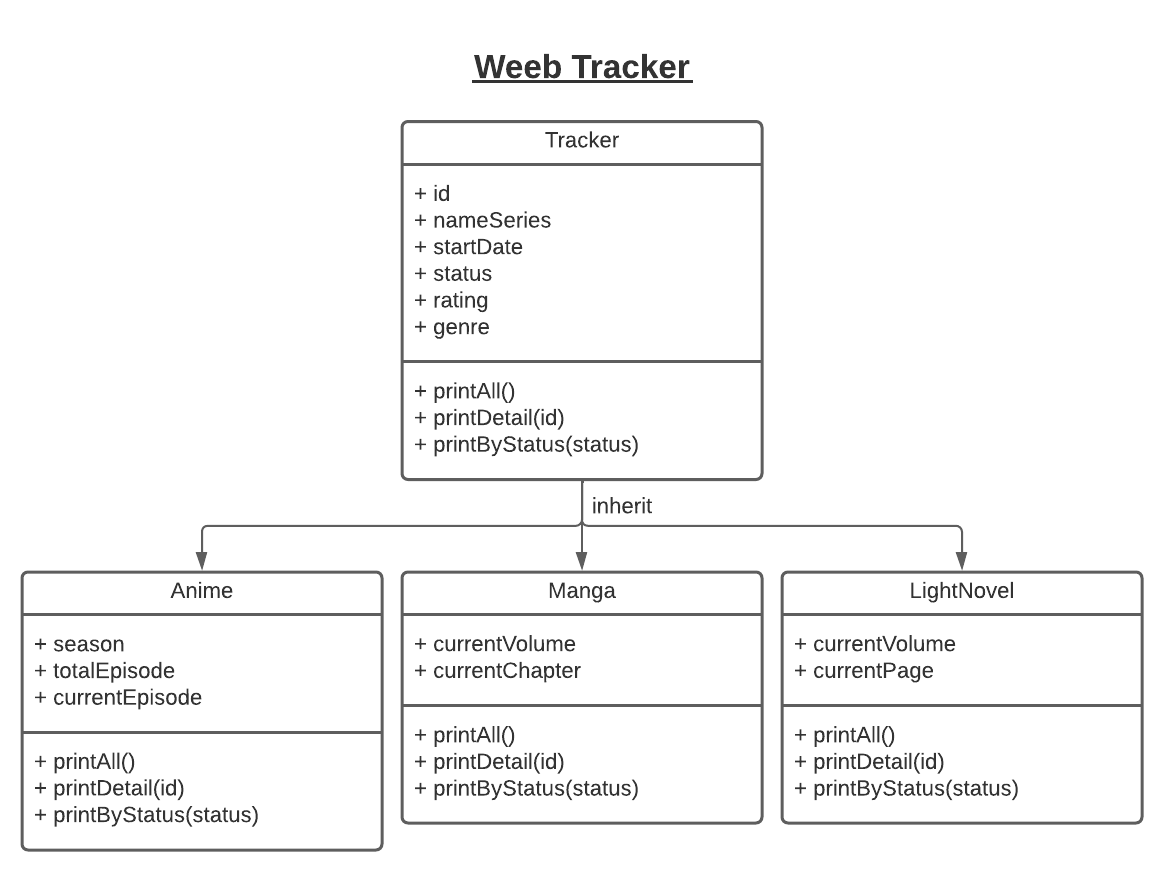 Weeb Tracker
Tracker
+ id
+ nameSeries
+ startDate
+ status
+ rating
+ genre
+ printAll()
+ printDetail(id)
+ printByStatus(status)
inherit
Anime
+ season
+ totalEpisode
+ currentEpisode
+ printAll()
+ printDetail(id)
+ printByStatus(status)
Manga
+ currentVolume
+ currentChapter
+ printAll()
+ printDetail(id)
+ printByStatus(status)
LightNovel
+ currentVolume
+ currentPage
+ printAll()
+ printDetail(id)
+ printByStatus(status)